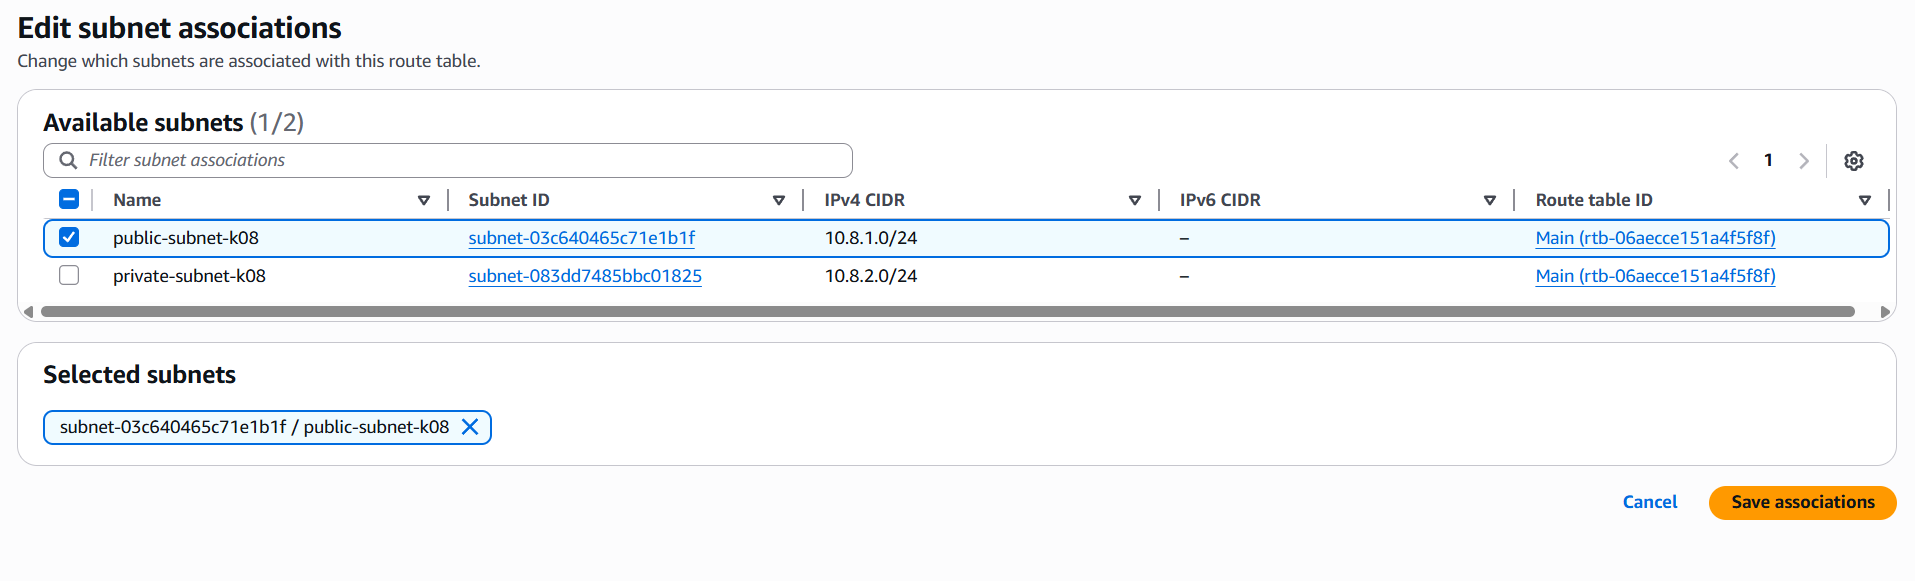 Edit subnet associations
Change which subnets are associated with this route table.
Available subnets (1/2)
Filter subnet associations
1
Name Subnet ID IPv4 CIDR IPv6 CIDR Route table ID
public-subnet-k08 subnet-03c640465c71e1b1f 10.8.1.0/24 – Main (rtb-06aecce151a4f5f8f)
private-subnet-k08 subnet-083dd7485bbc01825 10.8.2.0/24 – Main (rtb-06aecce151a4f5f8f)
Selected subnets
subnet-03c640465c71e1b1f / public-subnet-k08
Cancel Save associations